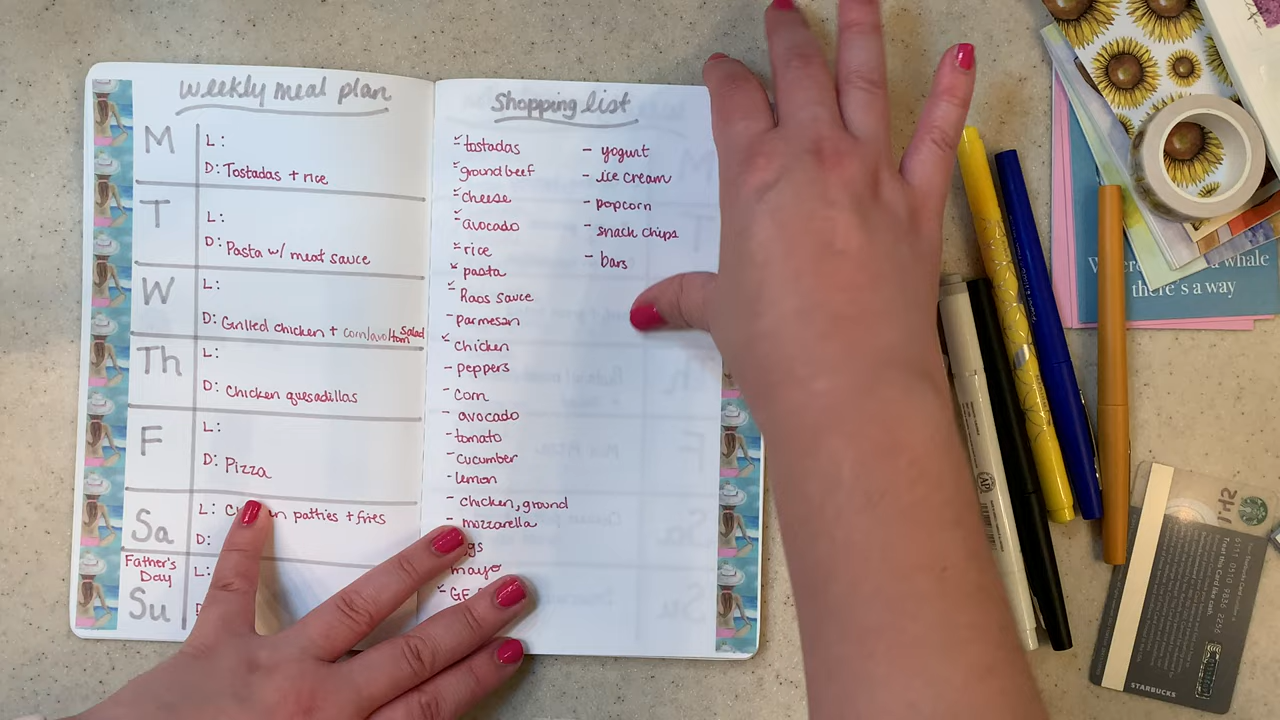 weekly meal plan
M
L:
D: Tostadas + rice
T
L:
D: Pasta w/ meat sauce
W
L:
D: Grilled chicken + corn/avo/tom salad
Th
L:
D: Chicken quesadillas
F
L:
D: Pizza
Sa
L: patties + fries
D:
Father's Day
Su
L:
Shopping list
tostadas
ground beef
cheese
avocado
rice
pasta
Raos sauce
- parmesan
chicken
- peppers
- corn
- avocado
- tomato
- cucumber
- lemon
- chicken, ground
- mozzarella
mayo
GF
- yogurt
- ice cream
- popcorn
- snack chips
- bars
whale
there's a way
STARBUCKS